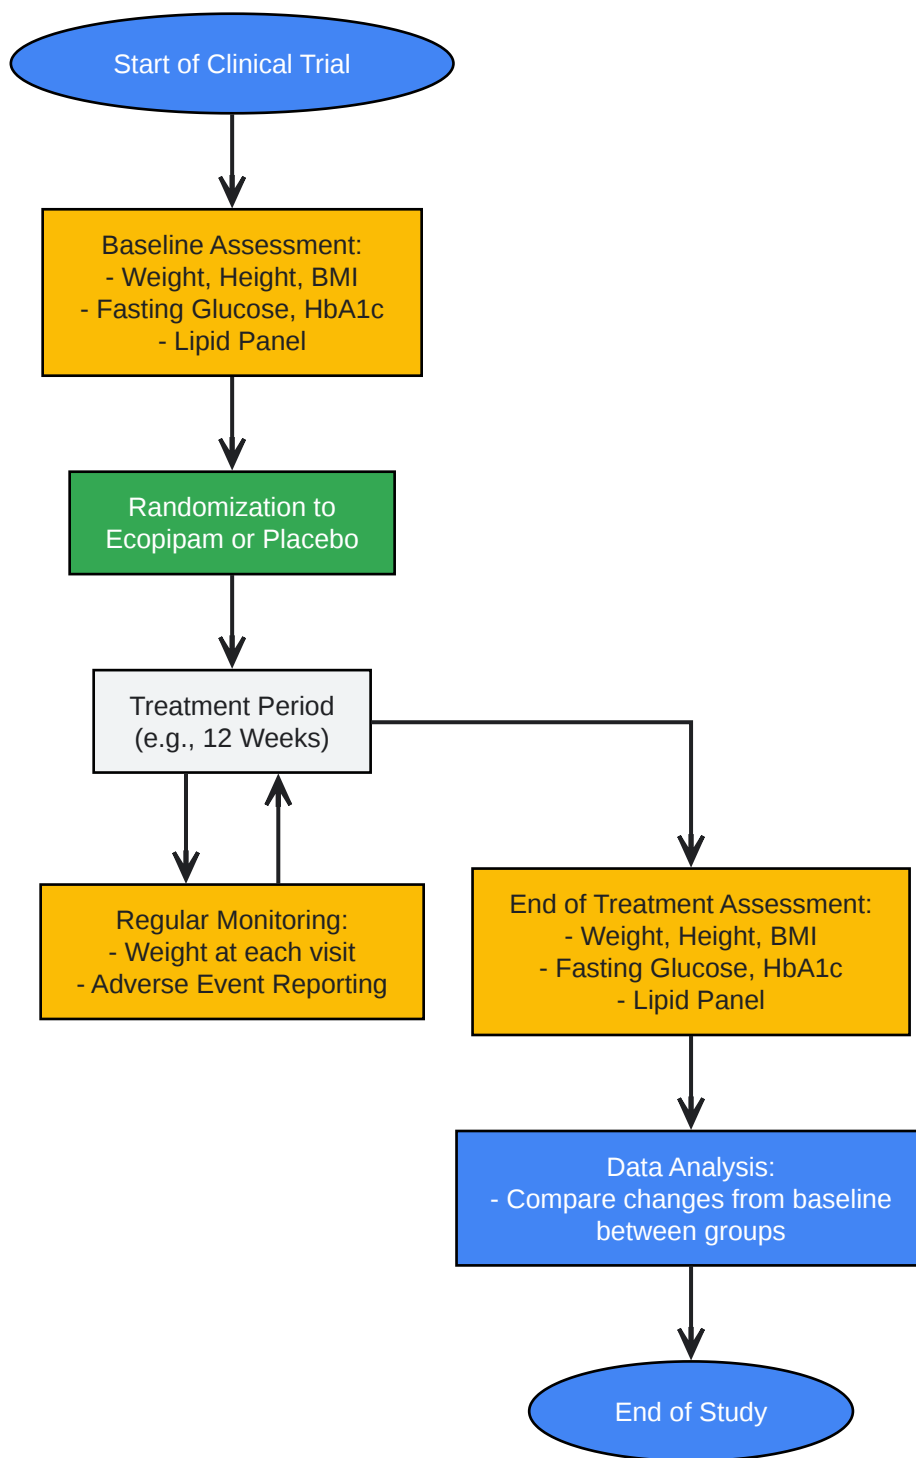 Start of Clinical Trial
Baseline Assessment:
- Weight, Height, BMI
- Fasting Glucose, HbA1c
- Lipid Panel
Randomization to
Ecopipam or Placebo
Treatment Period
(e.g., 12 Weeks)
Regular Monitoring:
- Weight at each visit
- Adverse Event Reporting
End of Treatment Assessment:
- Weight, Height, BMI
- Fasting Glucose, HbA1c
- Lipid Panel
Data Analysis:
- Compare changes from baseline
between groups
End of Study